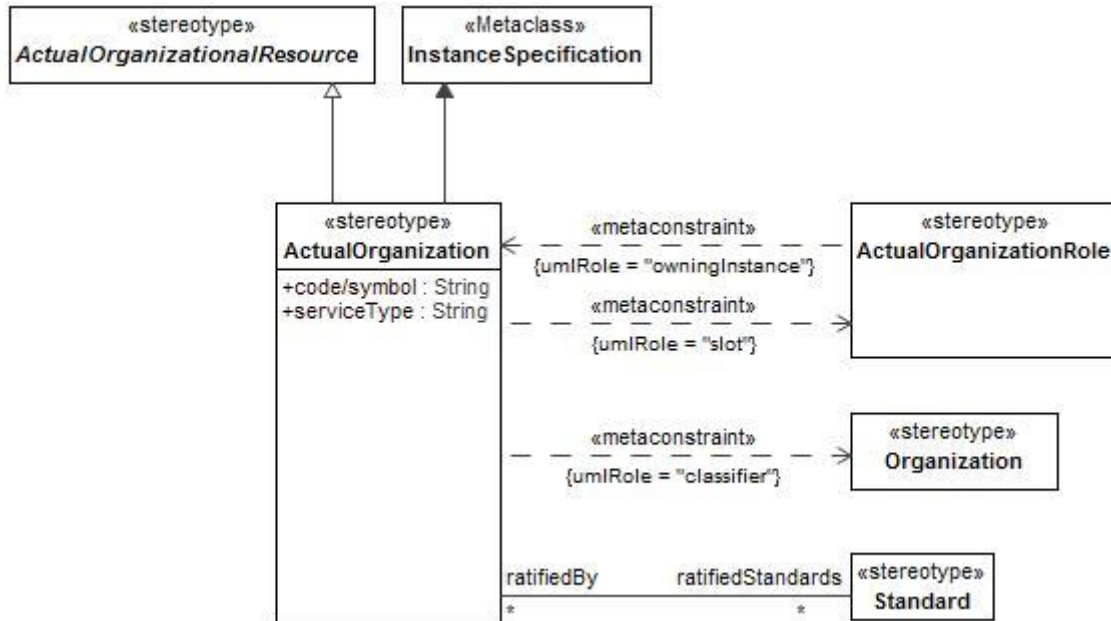 «stereotype»
ActualOrganizationalResource
«Metaclass»
InstanceSpecification
«stereotype»
ActualOrganization
+code/symbol : String
+serviceType : String
«metaconstraint»
{umlRole = "owningInstance"}
«metaconstraint»
{umlRole = "slot"}
«stereotype»
ActualOrganizationRole
«metaconstraint»
{umlRole = "classifier"}
«stereotype»
Organization
ratifiedBy
*
ratifiedStandards
*
«stereotype»
Standard